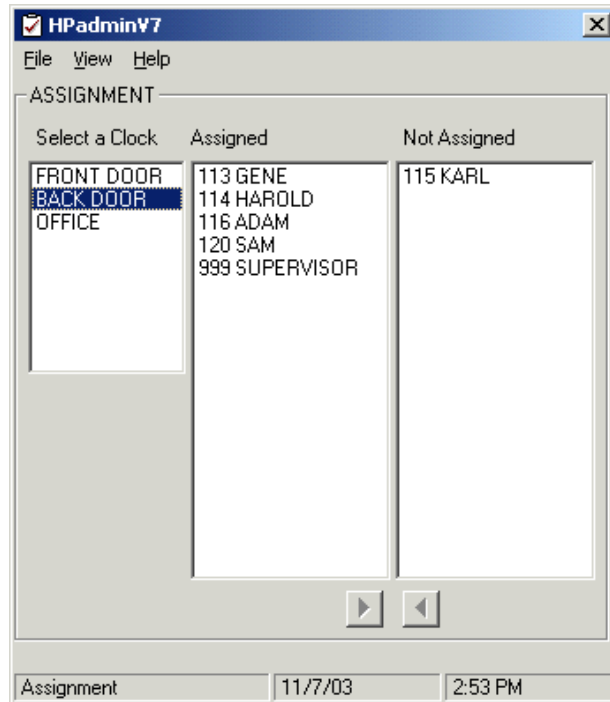 HPadminV7
File View Help
ASSIGNMENT
Select a Clock Assigned Not Assigned
FRONT DOOR
BACK DOOR
OFFICE
113 GENE
114 HAROLD
116 ADAM
120 SAM
999 SUPERVISOR
115 KARL
Assignment 11/7/03 2:53 PM